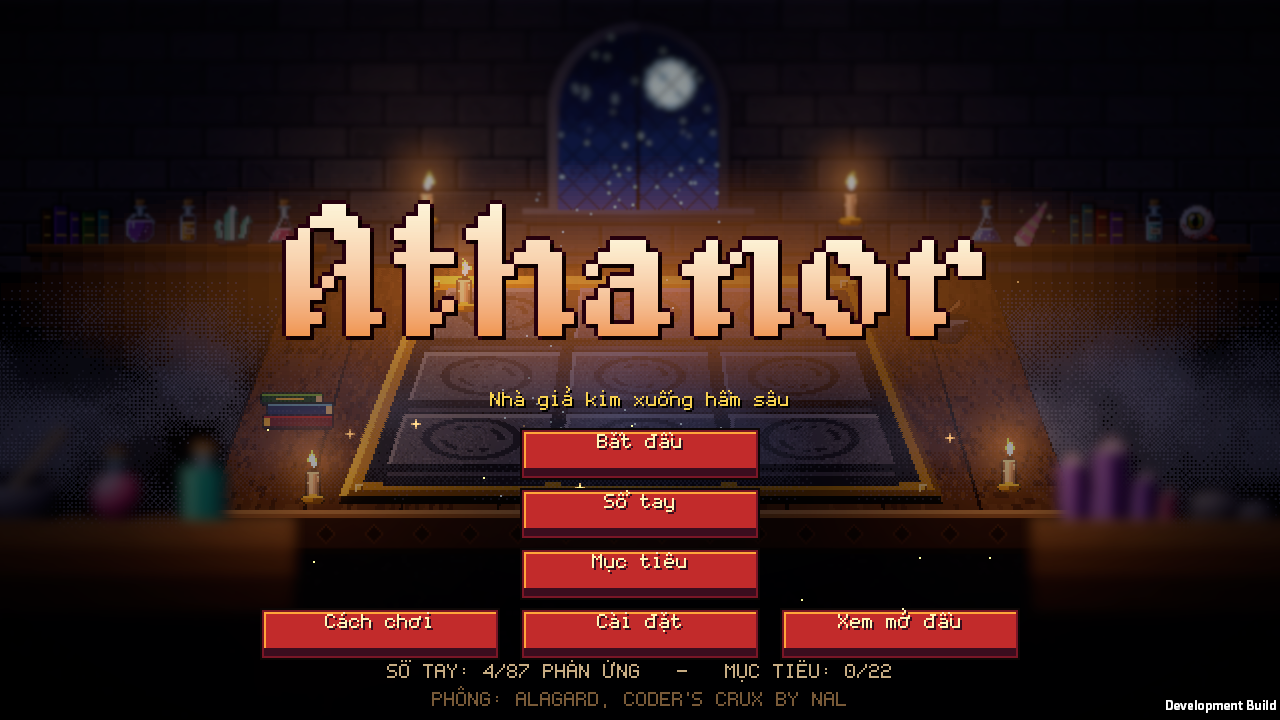 Athanor
Nhà giả kim xuống hầm sâu
Bắt đầu
Sổ tay
Mục tiêu
Cách chơi
Cài đặt
Xem mở đầu
SỔ TAY: 4/87 PHẢN ỨNG – MỤC TIÊU: 0/22
PHÔNG: ALAGARD, CODER'S CRUX BY NAL
Development Build